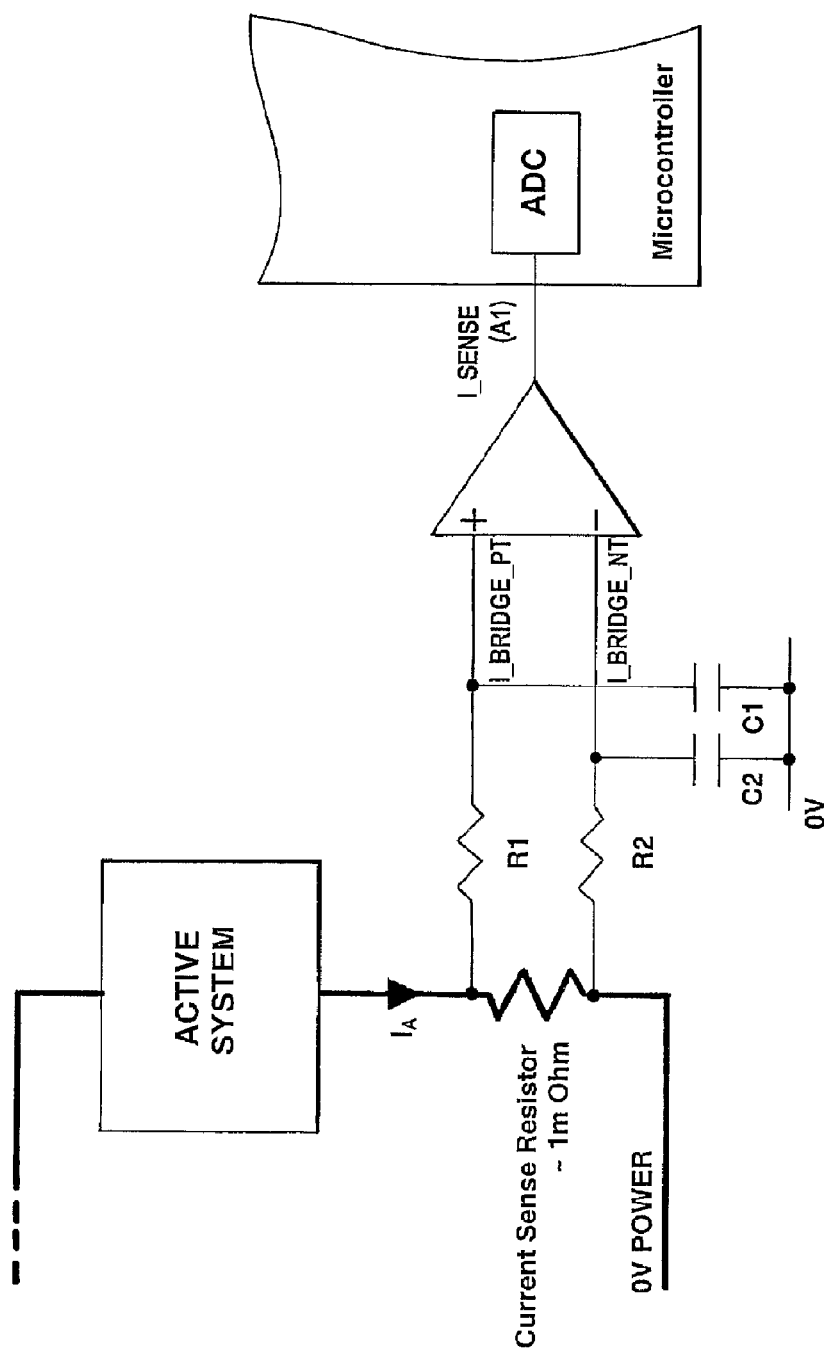 ACTIVE
SYSTEM
I_A
Current Sense Resistor
~ 1m Ohm
0V POWER
R1
R2
C2
C1
0V
I_BRIDGE_PT
I_BRIDGE_NT
+
−
I_SENSE
(A1)
ADC
Microcontroller